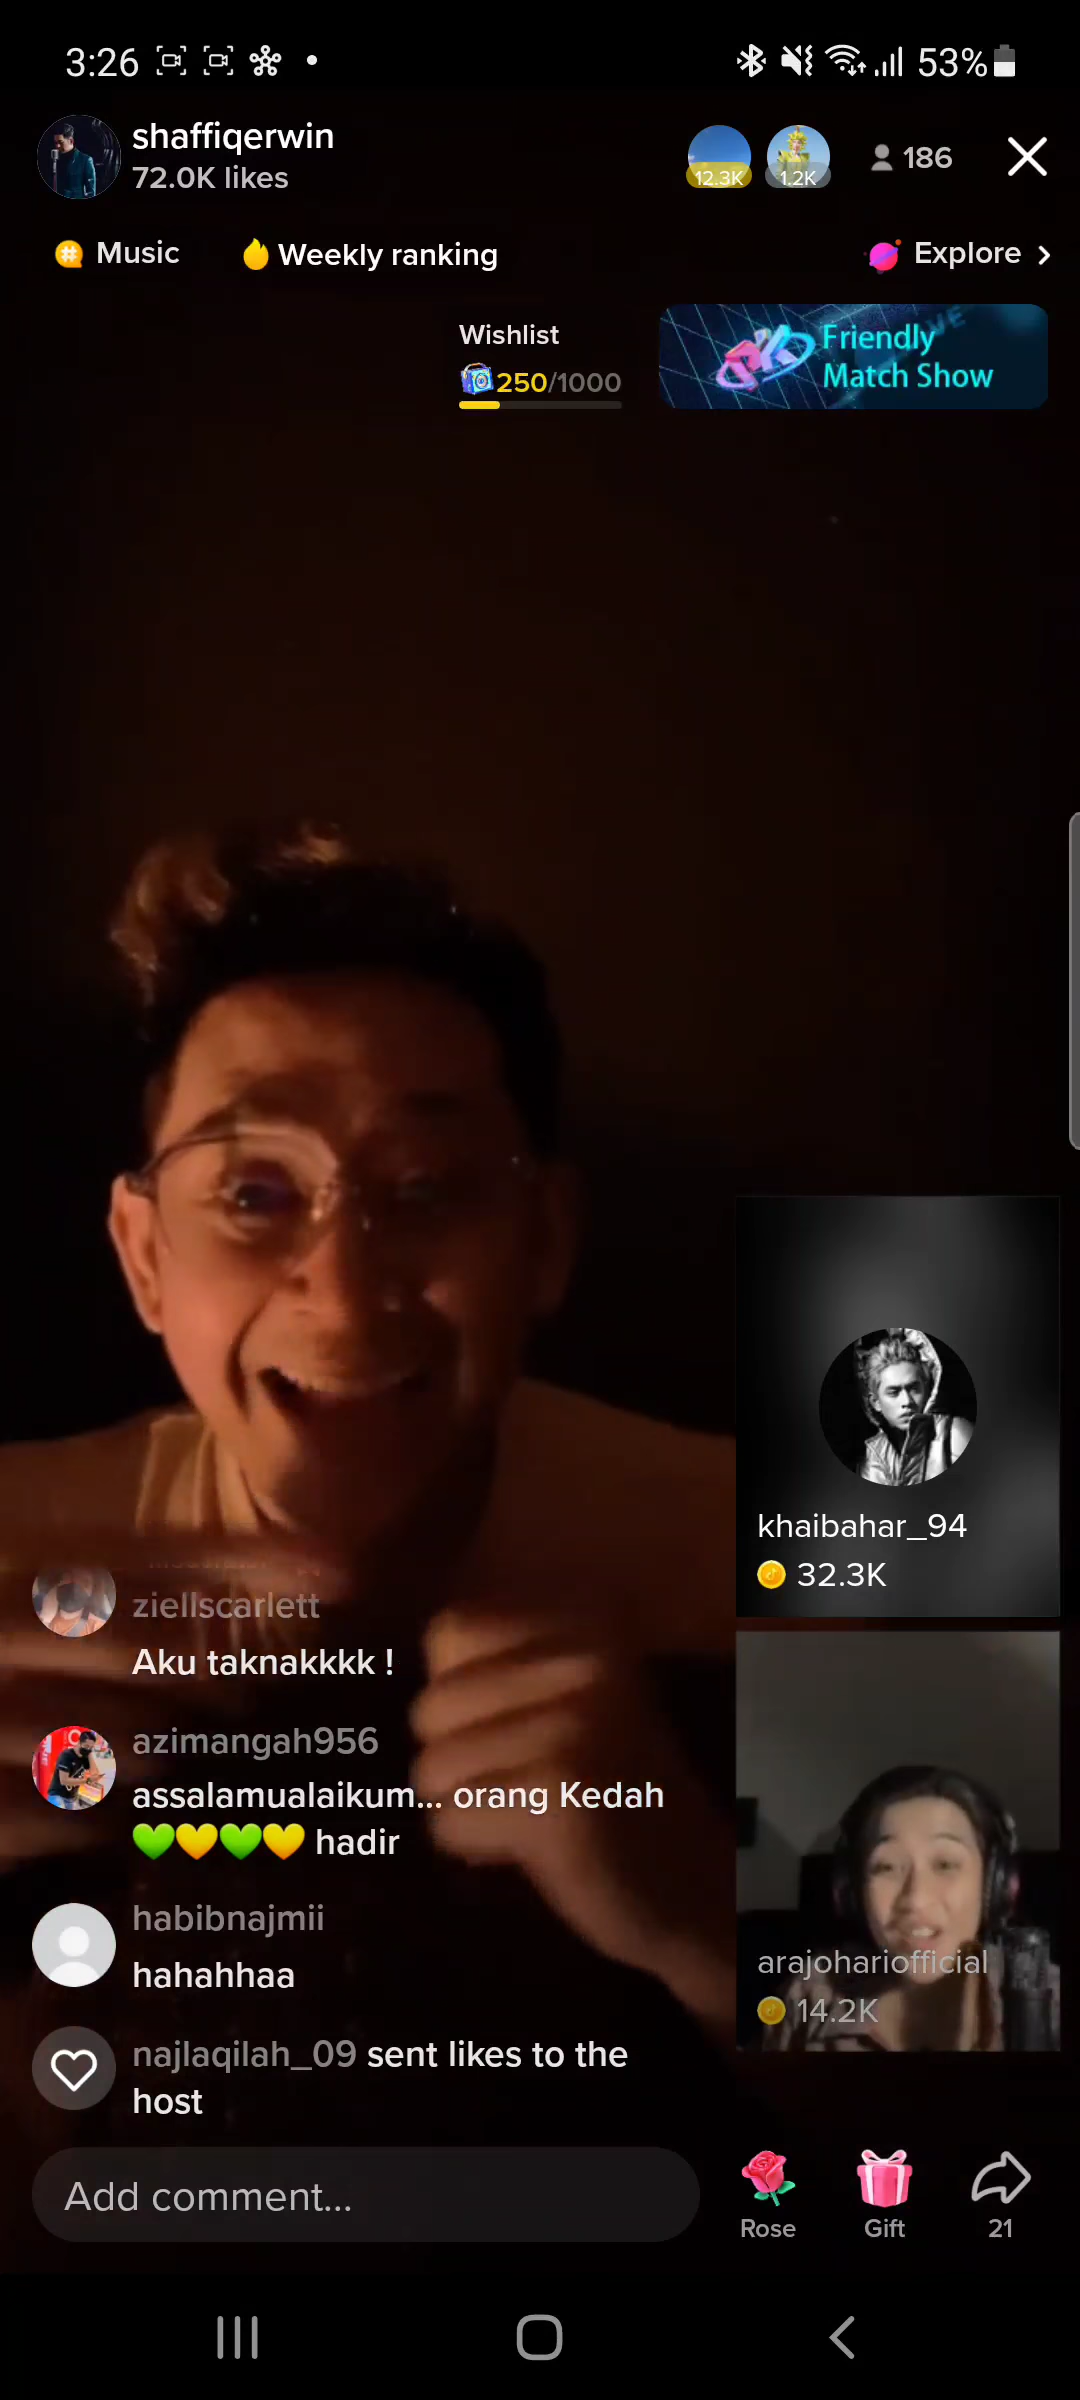 3:26
53%
shaffiqerwin
72.0K likes
12.3K
1.2K
186
Music
Weekly ranking
Explore
Wishlist
250/1000
Friendly
Match Show
khaibahar_94
32.3K
ziellscarlett
Aku taknakkkk !
azimangah956
assalamualaikum... orang Kedah
💚💛💚💛 hadir
habibnajmii
hahahhaa
arajohariofficial
14.2K
najlaqilah_09 sent likes to the
host
Add comment...
Rose
Gift
21